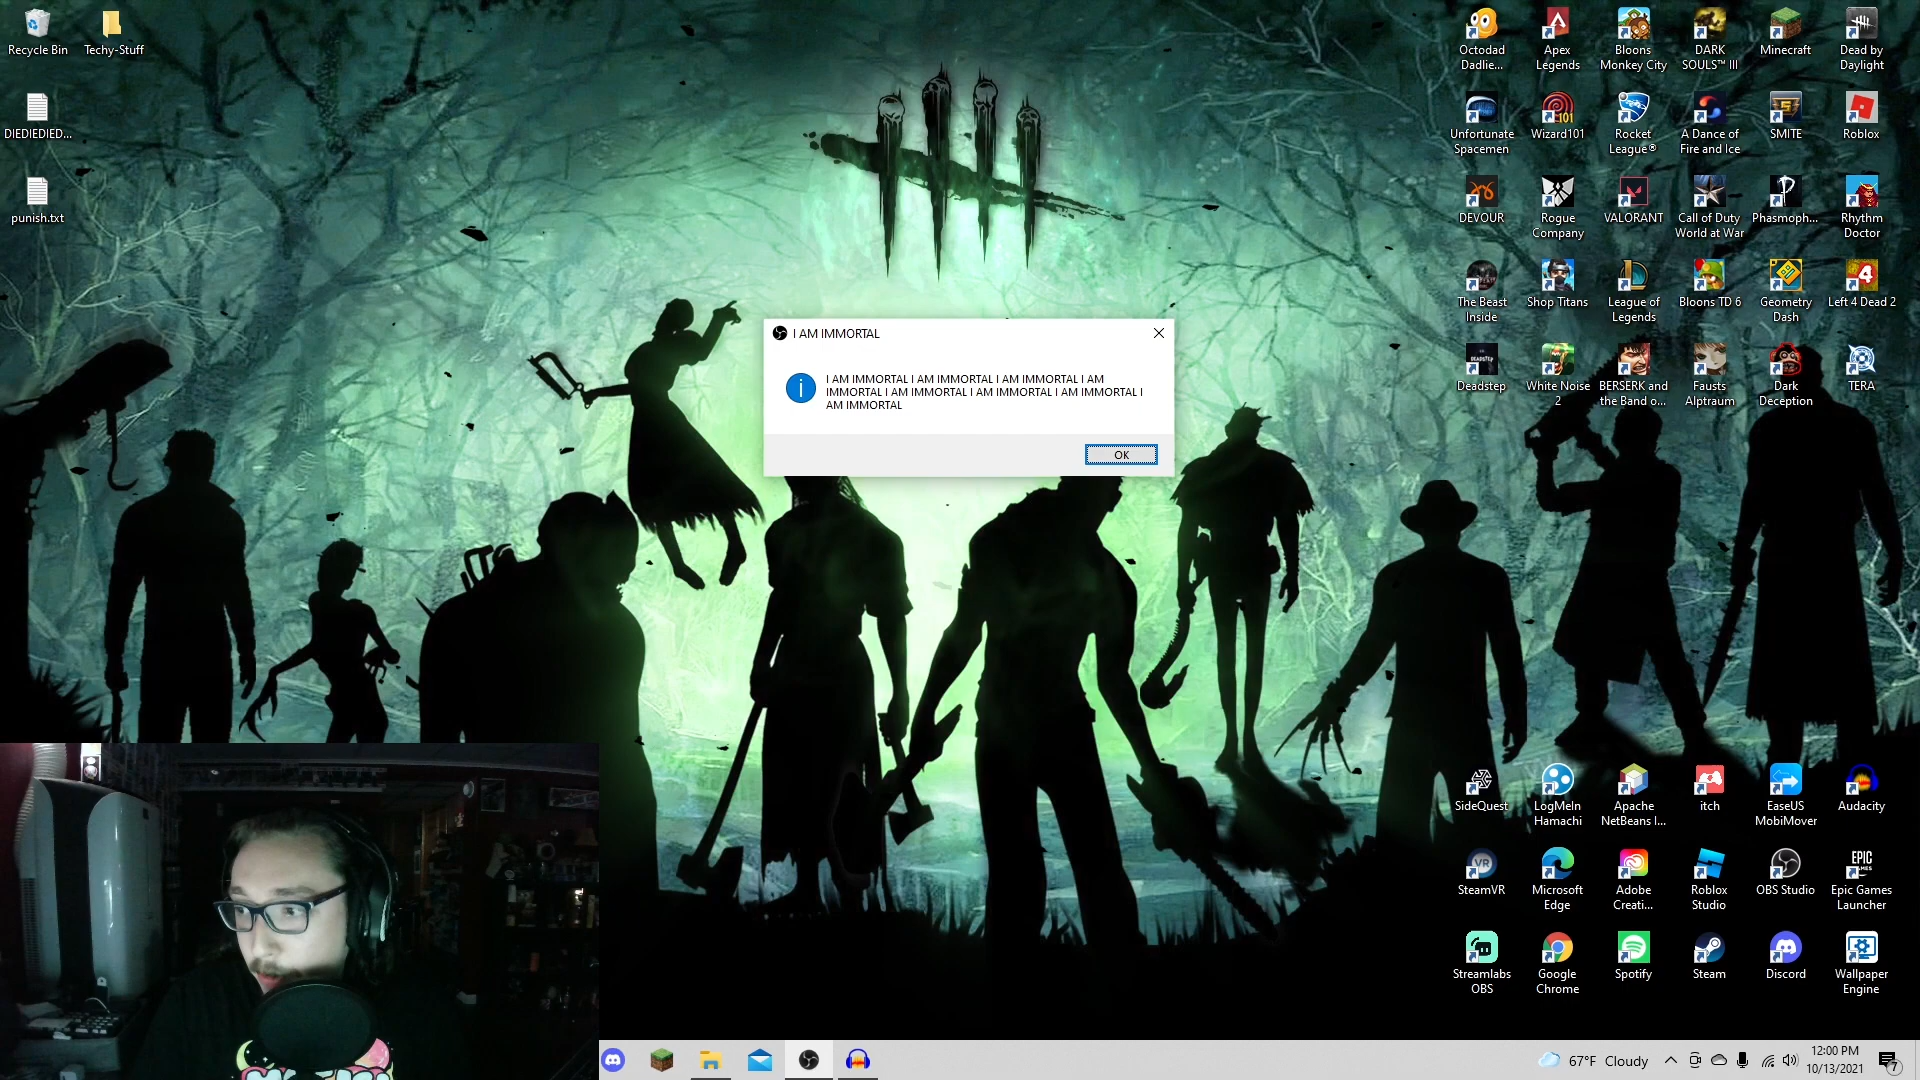 Recycle Bin
Techy-Stuff
DIEDIEDIED...
punish.txt
Octodad
Dadlie...
Apex
Legends
Bloons
Monkey City
DARK
SOULS™ III
Minecraft
Dead by
Daylight
Unfortunate
Spacemen
Wizard101
Rocket
League®
A Dance of
Fire and Ice
SMITE
Roblox
DEVOUR
Rogue
Company
VALORANT
Call of Duty
World at War
Phasmoph...
Rhythm
Doctor
The Beast
Inside
Shop Titans
League of
Legends
Bloons TD 6
Geometry
Dash
Left 4 Dead 2
Deadstep
White Noise
2
BERSERK and
the Band o...
Fausts
Alptraum
Dark
Deception
TERA
I AM IMMORTAL
I AM IMMORTAL I AM IMMORTAL I AM IMMORTAL I AM
IMMORTAL I AM IMMORTAL I AM IMMORTAL I AM IMMORTAL I
AM IMMORTAL
OK
SideQuest
LogMeIn
Hamachi
Apache
NetBeans I...
itch
EaseUS
MobiMover
Audacity
SteamVR
Microsoft
Edge
Adobe
Creati...
Roblox
Studio
OBS Studio
Epic Games
Launcher
Streamlabs
OBS
Google
Chrome
Spotify
Steam
Discord
Wallpaper
Engine
67°F Cloudy
12:00 PM
10/13/2021
7